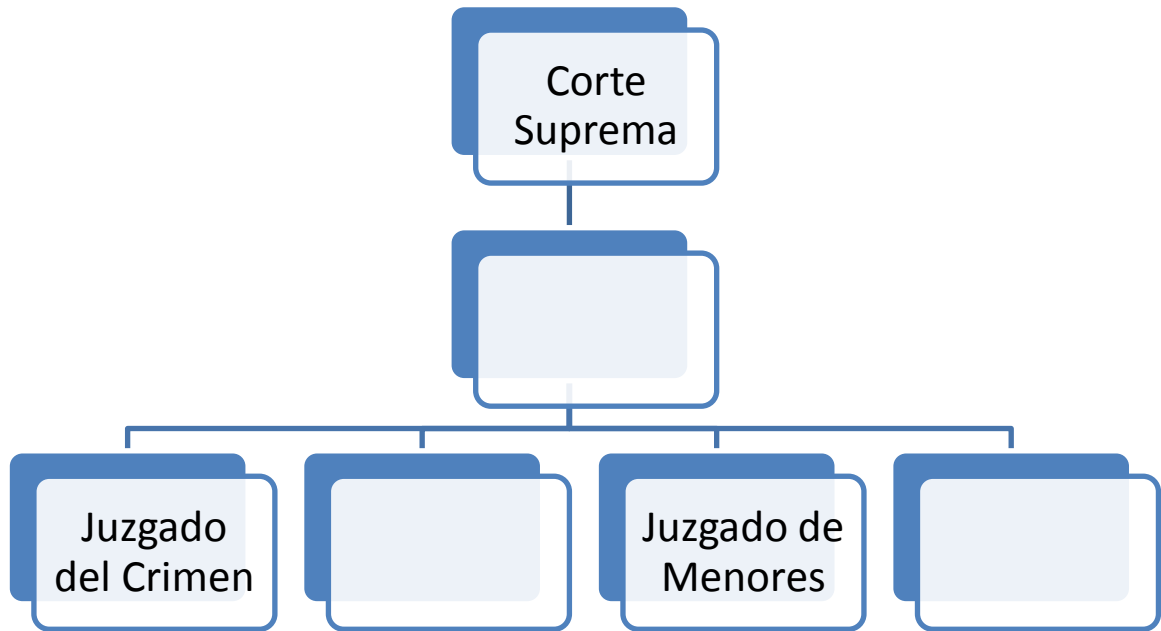 Corte
Suprema
Juzgado
del Crimen
Juzgado de
Menores